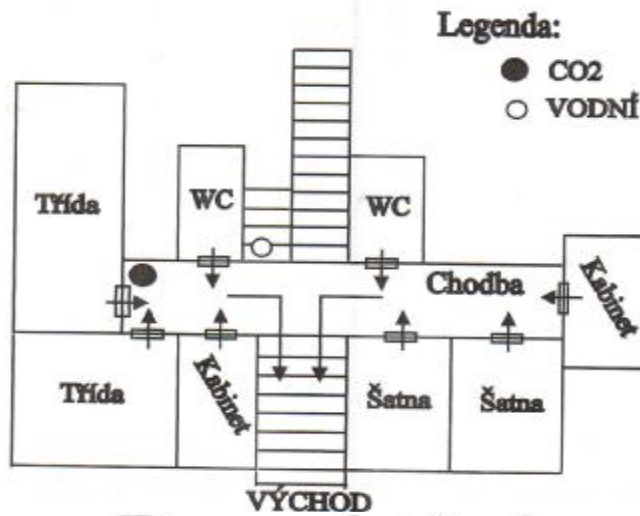 Legenda:
CO2
VODNÍ
Třída
WC
WC
Chodba
Kabinet
Třída
Kabinet
Šatna
Šatna
VÝCHOD